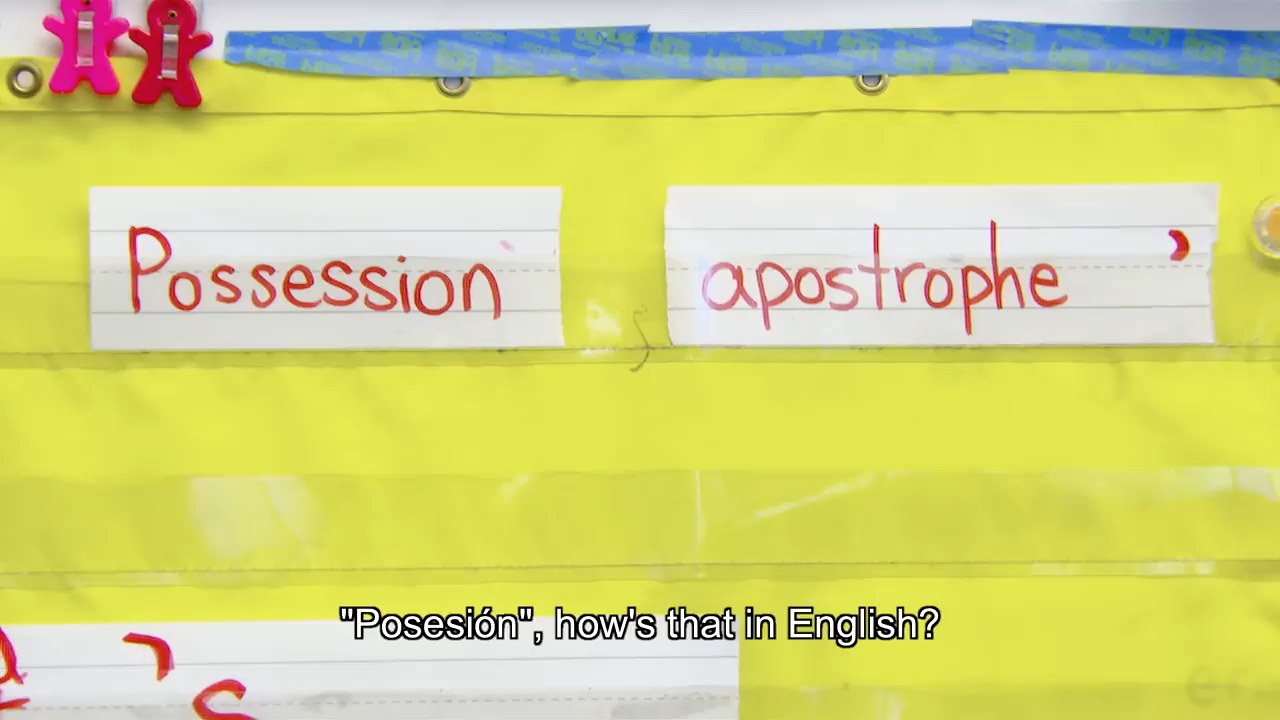 Possession
apostrophe ’
’s
"Posesión", how's that in English?